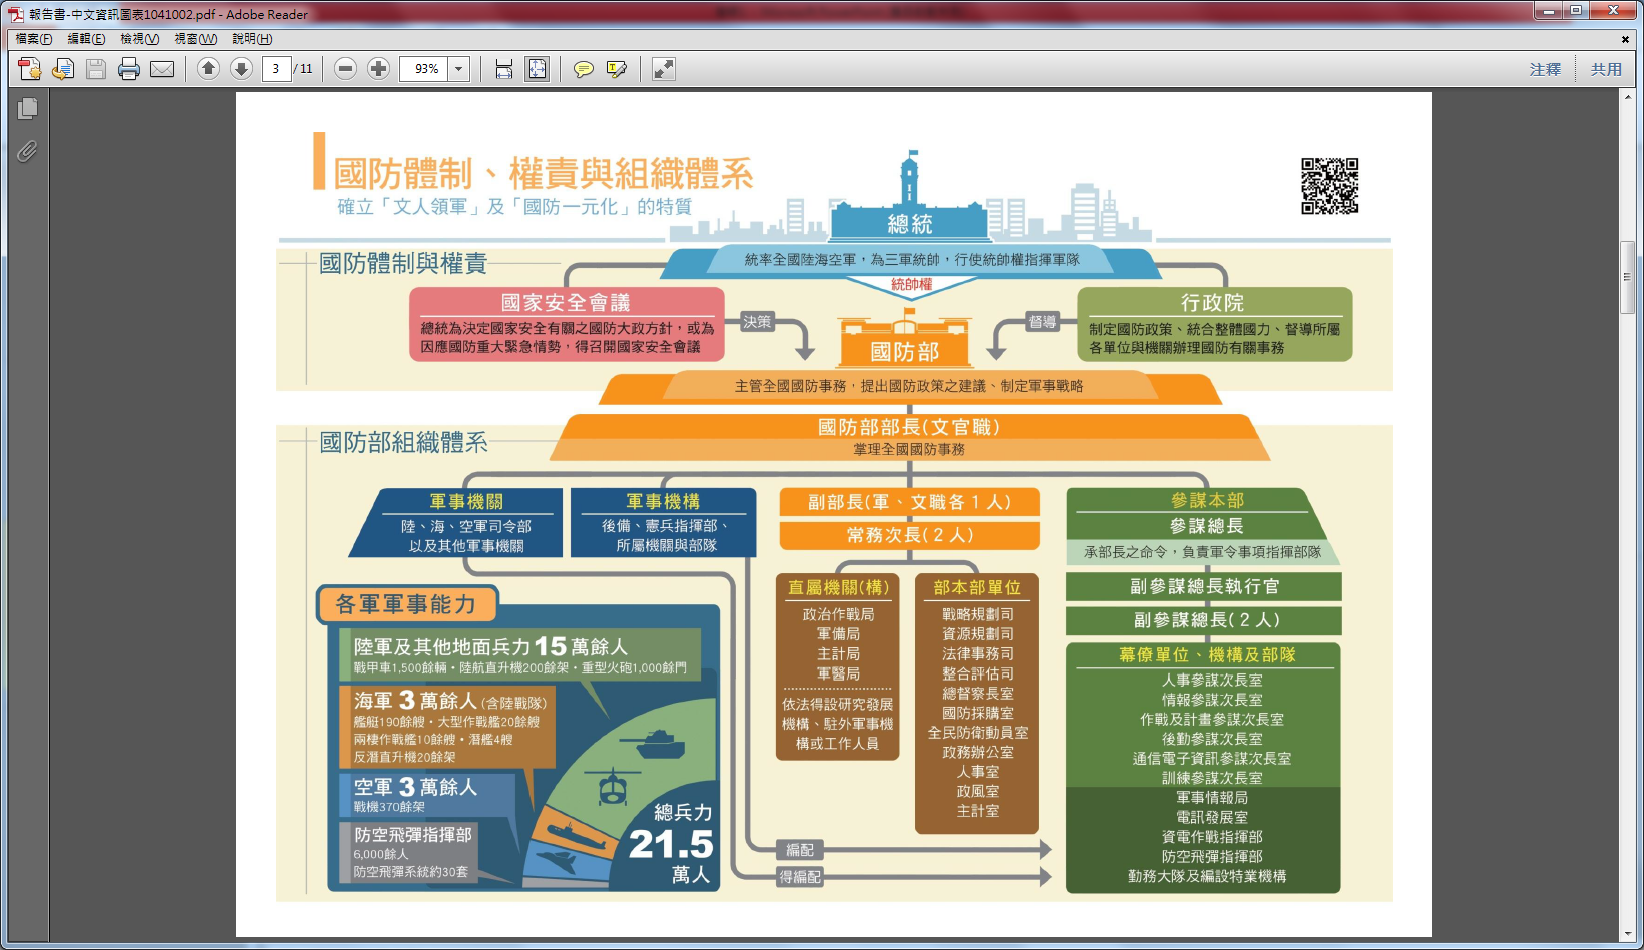 報告書-中文資訊圖表1041002.pdf - Adobe Reader
檔案(F) 編輯(E) 檢視(V) 視窗(W) 說明(H)
3 / 11 93% 注釋 共用
國防體制、權責與組織體系
確立「文人領軍」及「國防一元化」的特質
總統
統率全國陸海空軍，為三軍統帥，行使統帥權指揮軍隊
統帥權
國防體制與權責
國家安全會議
總統為決定國家安全有關之國防大政方針，或為
因應國防重大緊急情勢，得召開國家安全會議
決策
國防部
督導
行政院
制定國防政策、統合整體國力、督導所屬
各單位與機關辦理國防有關事務
主管全國國防事務，提出國防政策之建議、制定軍事戰略
國防部組織體系
國防部部長(文官職)
掌理全國國防事務
軍事機關
陸、海、空軍司令部
以及其他軍事機關
軍事機構
後備、憲兵指揮部、
所屬機關與部隊
副部長(軍、文職各1人)
常務次長(2人)
直屬機關(構)
政治作戰局
軍備局
主計局
軍醫局
依法得設研究發展
機構、駐外軍事機
構或工作人員
部本部單位
戰略規劃司
資源規劃司
法律事務司
整合評估司
總督察長室
國防採購室
全民防衛動員室
政務辦公室
人事室
政風室
主計室
參謀本部
參謀總長
承部長之命令，負責軍令事項指揮部隊
副參謀總長執行官
副參謀總長(2人)
幕僚單位、機構及部隊
人事參謀次長室
情報參謀次長室
作戰及計畫參謀次長室
後勤參謀次長室
通信電子資訊參謀次長室
訓練參謀次長室
軍事情報局
電訊發展室
資電作戰指揮部
防空飛彈指揮部
勤務大隊及編設特業機構
編配
得編配
各軍軍事能力
陸軍及其他地面兵力 15 萬餘人
戰甲車1,500餘輛・陸航直升機200餘架・重型火砲1,000餘門
海軍 3 萬餘人(含陸戰隊)
艦艇190餘艘・大型作戰艦20餘艘
兩棲作戰艦10餘艘・潛艦4艘
反潛直升機20餘架
空軍 3 萬餘人
戰機370餘架
防空飛彈指揮部
6,000餘人
防空飛彈系統約30套
總兵力
21.5
萬人